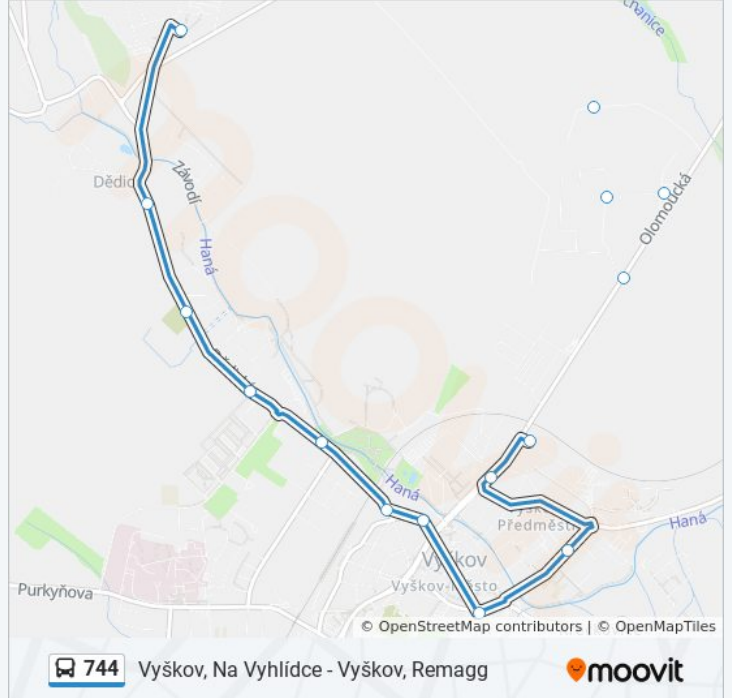 Olomoucká
Závodí
Dědic
Haná
Haná
Vyškov
Předměstí
Haná
Vyškov
Vyškov-město
Purkyňova
© OpenStreetMap contributors | © OpenMapTiles
744 Vyškov, Na Vyhlídce - Vyškov, Remagg moovit